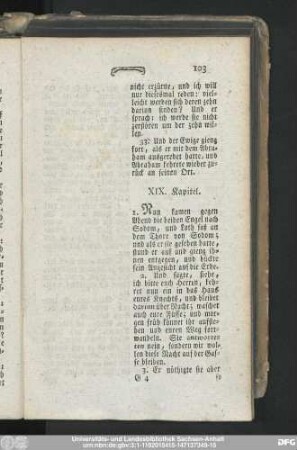 103
nicht erzürne, und ich will
nur diesesmal reden: viel-
leicht werden sich deren zehn
darinn finden? Und er
sprach: ich werde sie nicht
zerstören um der zehn wil-
len.
33. Und der Ewige gieng
fort, als er mit dem Abra-
ham ausgeredet hatte, und
Abraham kehrete wieder zu-
rück an seinen Ort.
XIX. Kapitel.
1. Nun kamen gegen
Abend die beiden Engel nach
Sodom, und Loth saß an
dem Thore von Sodom;
und als er sie gesehen hatte,
stund er auf und gieng ih-
nen entgegen, und bückte
sein Angesicht auf die Erde.
2. Und sagte, siehe,
ich bitte euch Herren, keh-
ret nun ein in das Haus
eures Knechts, und bleibet
darinn über Nacht; waschet
auch eure Füße; und mor-
gen früh könnet ihr aufste-
hen und euren Weg fort-
wandeln. Sie antworte-
ten nein, sondern wir wol-
len diese Nacht auf der Gas-
se bleiben.
3. Er nöthigte sie aber
G 4 so
Universitäts- und Landesbibliothek Sachsen-Anhalt
DFG